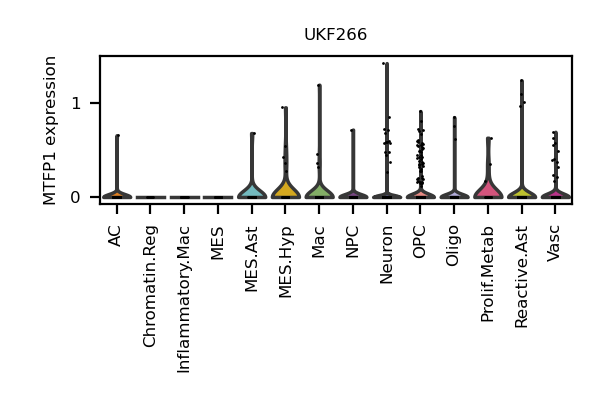 UKF266
MTFP1 expression
1
0
AC
Chromatin.Reg
Inflammatory.Mac
MES
MES.Ast
MES.Hyp
Mac
NPC
Neuron
OPC
Oligo
Prolif.Metab
Reactive.Ast
Vasc